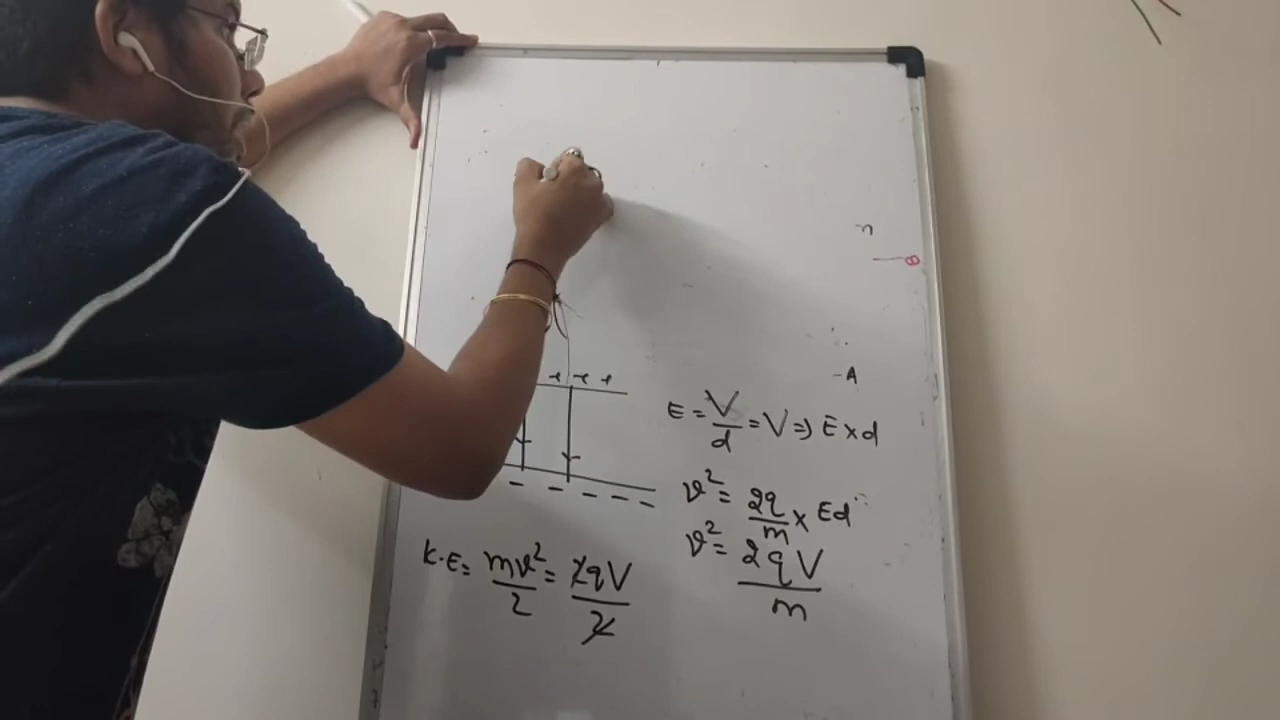 n
B
-A
E = V/d = V ⇒ E x d
v² = 2q/m x Ed
v² = 2qV/m
K.E = mv²/2 = 2qV/2
+ + +
- - - - -